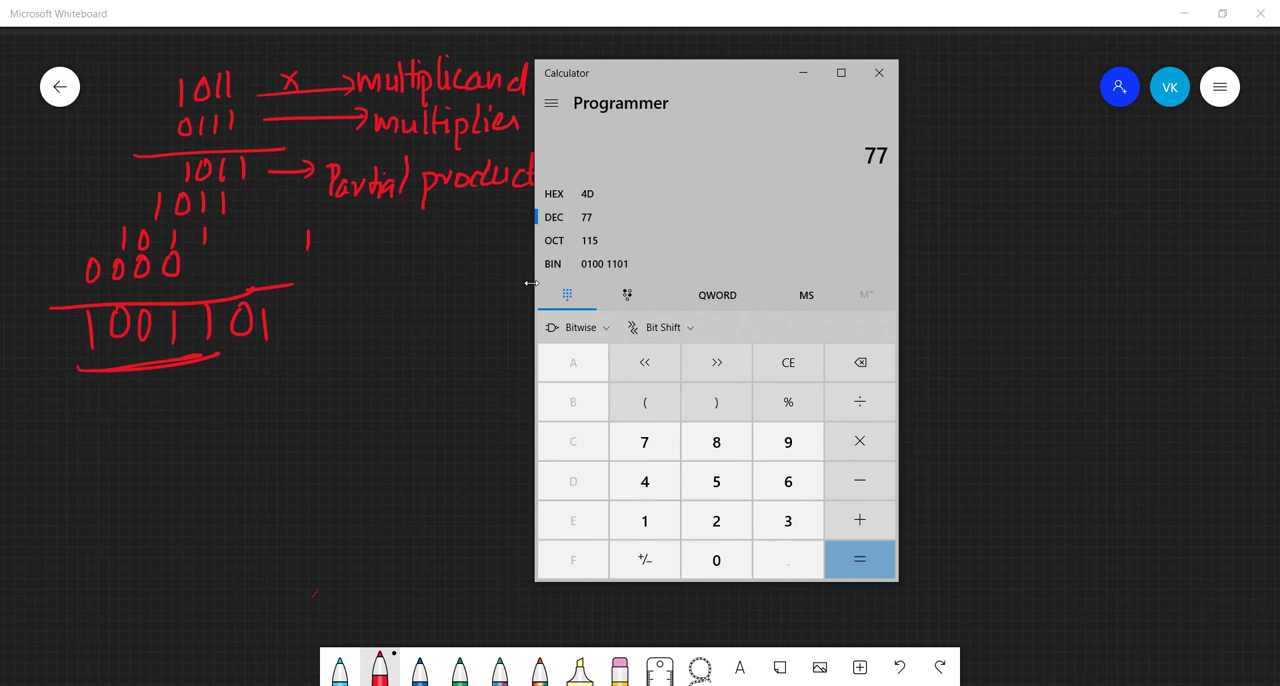 Microsoft Whiteboard
1011 × → multiplicand
0111 → multiplier
1011 → Partial product
1011
1011 1
0000
1001101
VK
Calculator
Programmer
77
HEX 4D
DEC 77
OCT 115
BIN 0100 1101
QWORD MS M˅
Bitwise Bit Shift
A << >> CE
B ( ) % ÷
C 7 8 9 ×
D 4 5 6 −
E 1 2 3 +
F +/− 0 . =
A